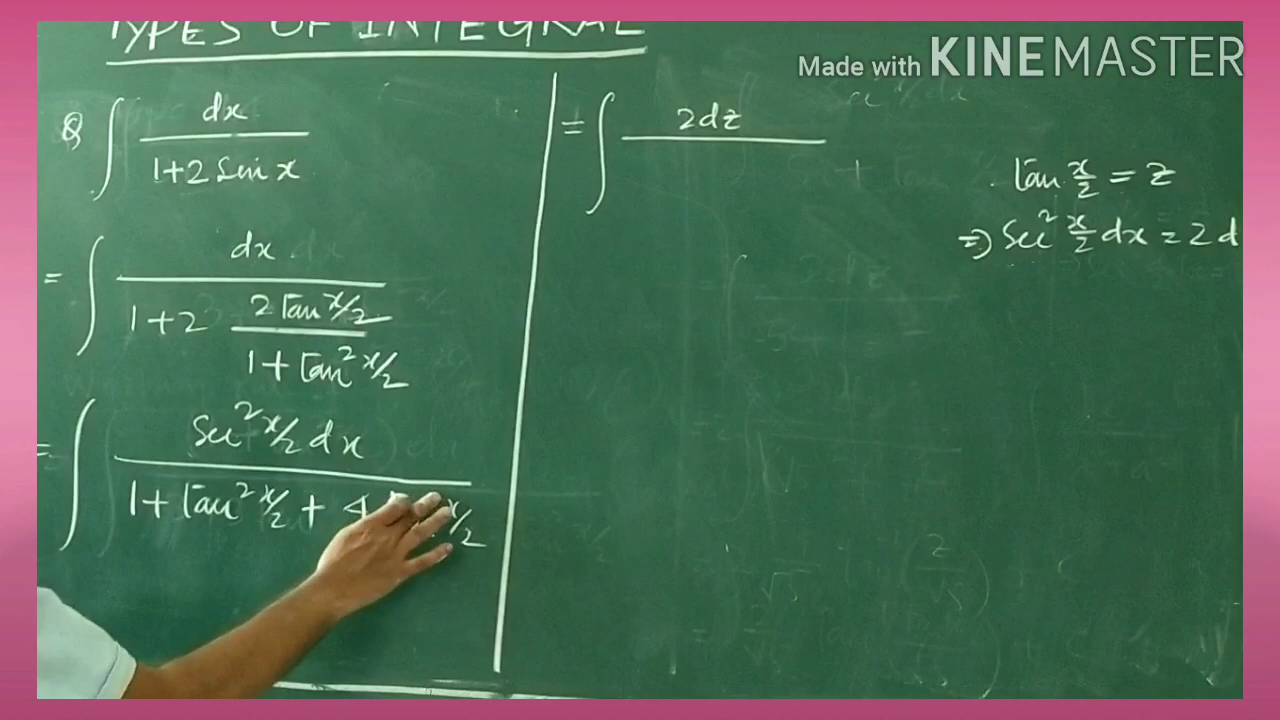 TYPES OF INTEGRAL
Made with KINEMASTER
Q ∫ dx / (1+2 Sin x)
= ∫ dx / (1+2 (2 Tan x/2 / (1+Tan² x/2)))
= ∫ Sec² x/2 dx / (1+Tan² x/2 + 4 x/2)
= ∫ 2dz
Tan x/2 = z
⇒ Sec² x/2 dx = 2 d